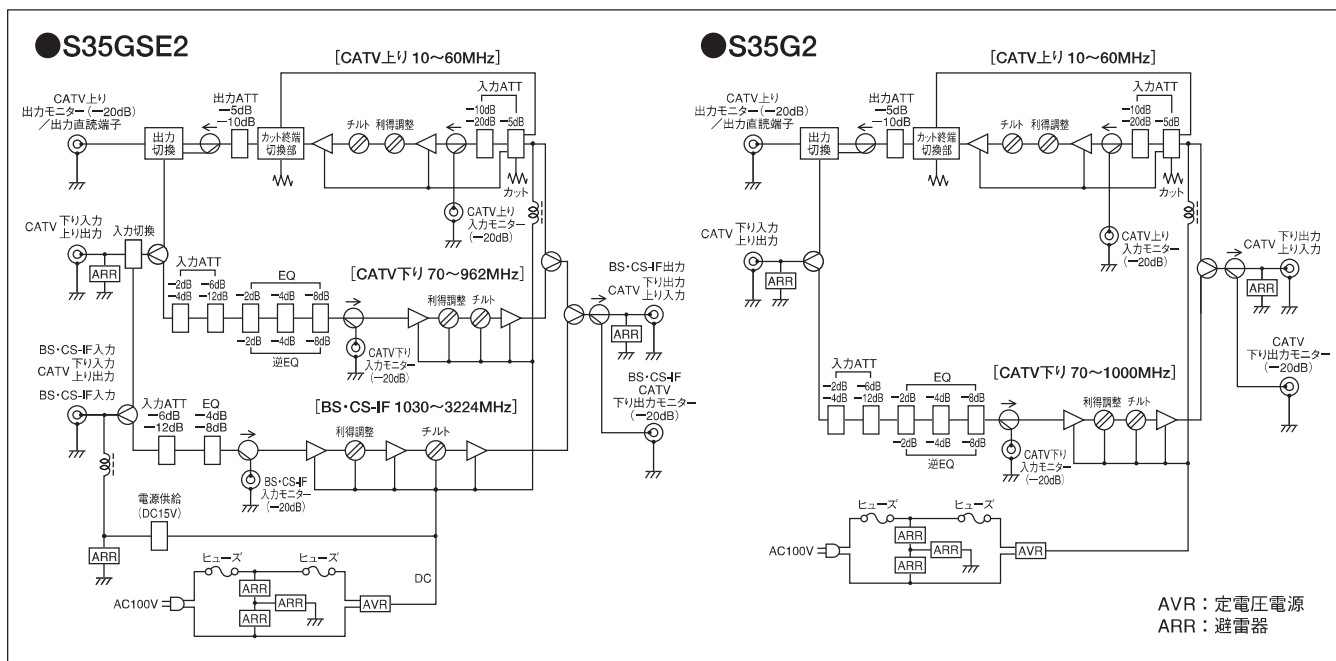 ●S35GSE2
[CATV上り 10～60MHz]
CATV上り
出力モニター(－20dB)
／出力直読端子
出力ATT
－5dB
－10dB
入力ATT
－10dB
－20dB
－5dB
出力
切換
カット終端
切換部
チルト
利得調整
カット
CATV上り
入力モニター
(－20dB)
CATV 下り入力
上り出力
入力切換
ARR
入力ATT
－2dB
－4dB
－6dB
－12dB
EQ
－2dB
－4dB
－8dB
－2dB
－4dB
－8dB
逆EQ
[CATV下り 70～962MHz]
利得調整
チルト
CATV下り
入力モニター
(－20dB)
BS・CS-IF出力
CATV 下り出力
上り入力
ARR
BS・CS-IF
CATV
下り出力モニター
(－20dB)
BS・CS-IF入力
CATV 下り入力
上り出力
BS・CS-IF入力
入力ATT
－6dB
－12dB
EQ
－4dB
－8dB
[BS・CS-IF 1030～3224MHz]
利得調整
チルト
BS・CS-IF
入力モニター
(－20dB)
電源供給
(DC15V)
ARR
ヒューズ
ヒューズ
DC
AC100V
ARR
ARR
ARR
AVR
●S35G2
[CATV上り 10～60MHz]
CATV上り
出力モニター(－20dB)
／出力直読端子
出力ATT
－5dB
－10dB
入力ATT
－10dB
－20dB
－5dB
出力
切換
カット終端
切換部
チルト
利得調整
カット
CATV上り
入力モニター
(－20dB)
CATV 下り入力
上り出力
ARR
CATV 下り出力
上り入力
ARR
CATV
下り出力モニター
(－20dB)
入力ATT
－2dB
－4dB
－6dB
－12dB
EQ
－2dB
－4dB
－8dB
－2dB
－4dB
－8dB
逆EQ
[CATV下り 70～1000MHz]
利得調整
チルト
CATV下り
入力モニター
(－20dB)
ヒューズ
ヒューズ
AC100V
ARR
ARR
ARR
AVR
AVR：定電圧電源
ARR：避雷器